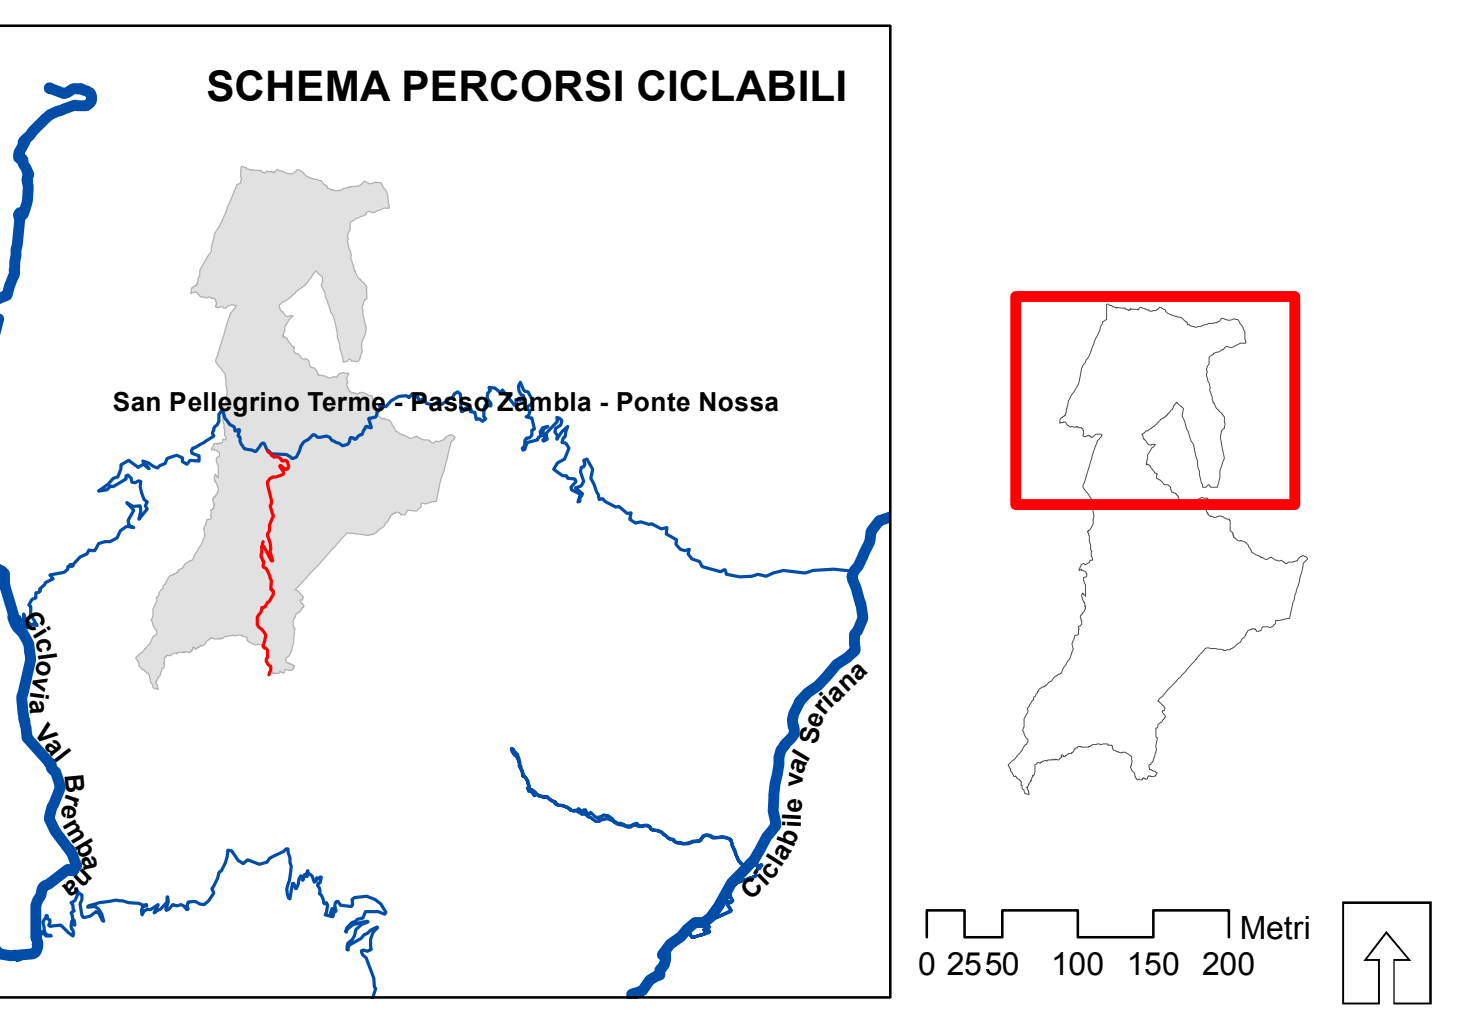 SCHEMA PERCORSI CICLABILI
San Pellegrino Terme - Passo Zambla - Ponte Nossa
Ciclovia Val Brembana
Ciclabile val Seriana
Metri
0 25 50 100 150 200